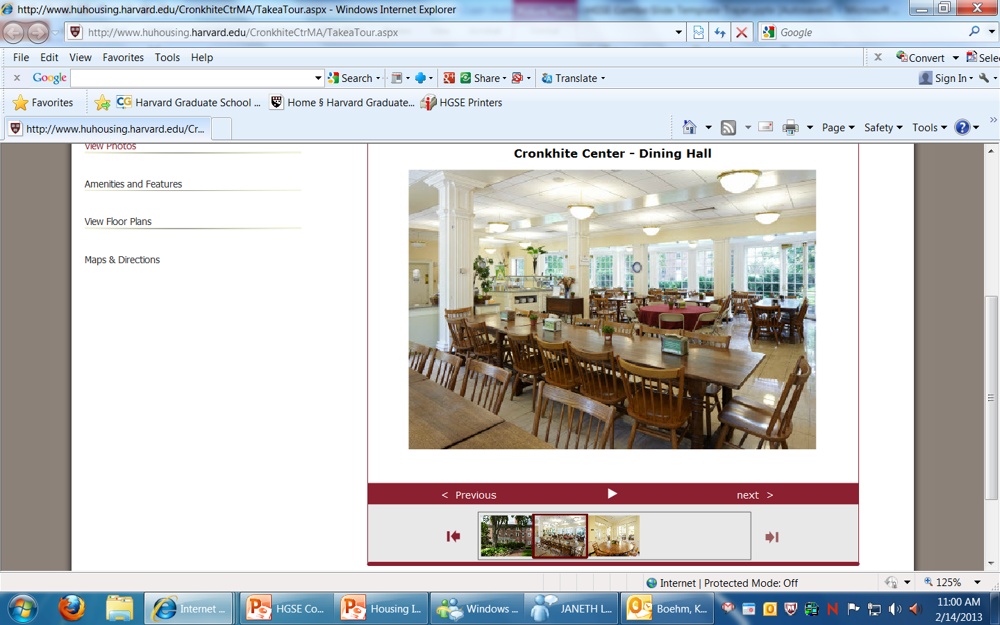 http://www.huhousing.harvard.edu/CronkhiteCtrMA/TakeaTour.aspx - Windows Internet Explorer
http://www.huhousing.harvard.edu/CronkhiteCtrMA/TakeaTour.aspx
Google
File Edit View Favorites Tools Help
x Convert Selec
x Google Search Share Translate Sign In
Favorites CG Harvard Graduate School ... Home § Harvard Graduate... HGSE Printers
http://www.huhousing.harvard.edu/Cr... Page Safety Tools
View Photos
Amenities and Features
View Floor Plans
Maps & Directions
Cronkhite Center - Dining Hall
< Previous next >
Internet | Protected Mode: Off 125%
Internet ... HGSE Co... Housing I... Windows ... JANETH L... Boehm, K... 11:00 AM
2/14/2013